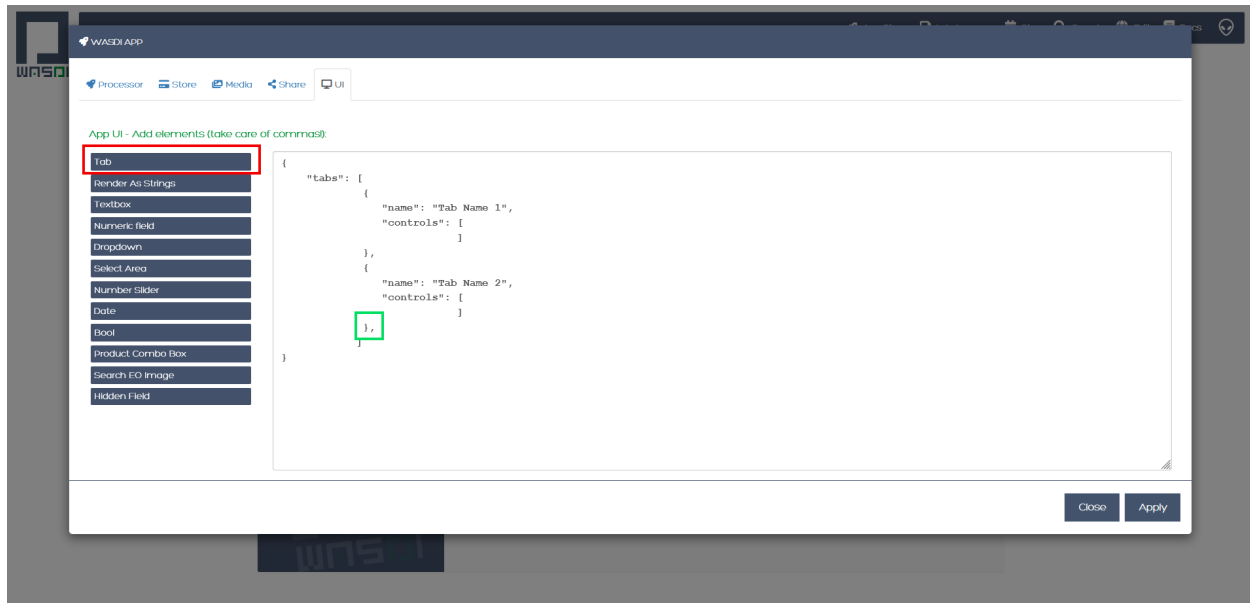 WASDI APP
cs
WASD
Processor Store Media Share UI
App UI - Add elements (take care of commas!):
Tab
Render As Strings
Textbox
Numeric field
Dropdown
Select Area
Number Slider
Date
Bool
Product Combo Box
Search EO Image
Hidden Field
{
"tabs": [
{
"name": "Tab Name 1",
"controls": [
]
},
{
"name": "Tab Name 2",
"controls": [
]
},
]
}
Close Apply